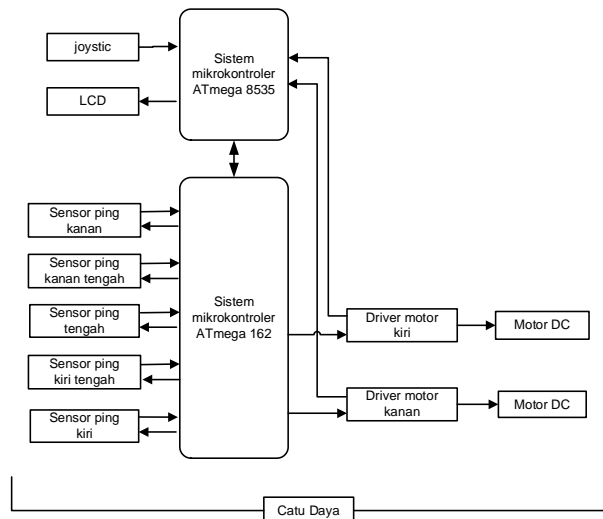 joystic
LCD
Sistem
mikrokontroler
ATmega 8535
Sensor ping
kanan
Sensor ping
kanan tengah
Sensor ping
tengah
Sensor ping
kiri tengah
Sensor ping
kiri
Sistem
mikrokontroler
ATmega 162
Driver motor
kiri
Motor DC
Driver motor
kanan
Motor DC
Catu Daya